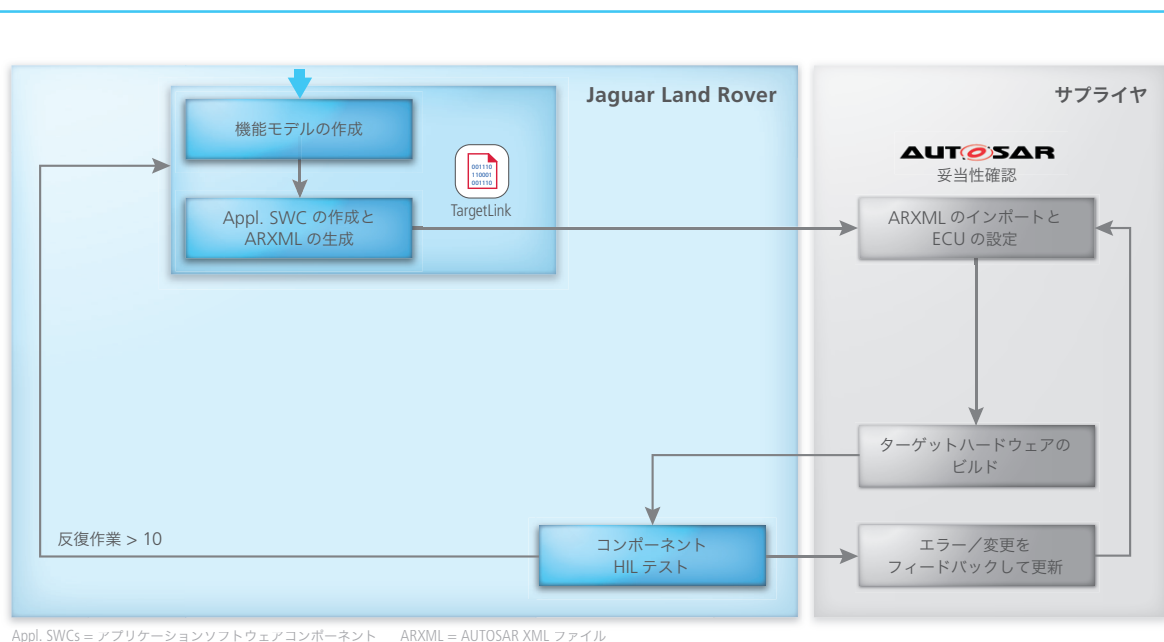 Jaguar Land Rover
サプライヤ
機能モデルの作成
001110
110001
001110
TargetLink
Appl. SWC の作成と
ARXML の生成
AUTOSAR
妥当性確認
ARXML のインポートと
ECU の設定
ターゲットハードウェアの
ビルド
反復作業 > 10
コンポーネント
HIL テスト
エラー／変更を
フィードバックして更新
Appl. SWCs = アプリケーションソフトウェアコンポーネント ARXML = AUTOSAR XML ファイル